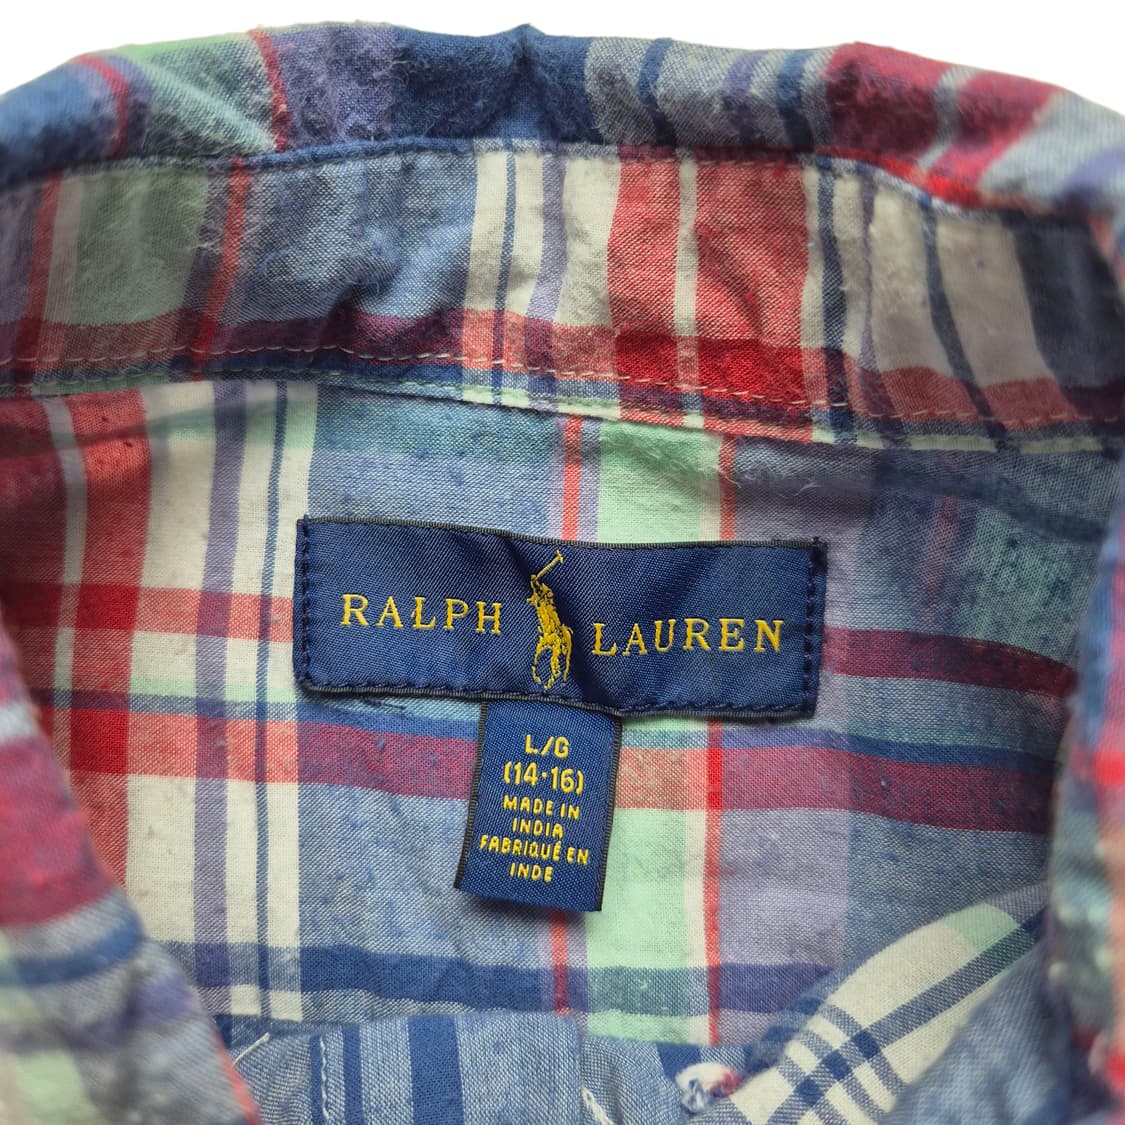 RALPH LAUREN
L/G
(14·16)
MADE IN
INDIA
FABRIQUÉ EN
INDE